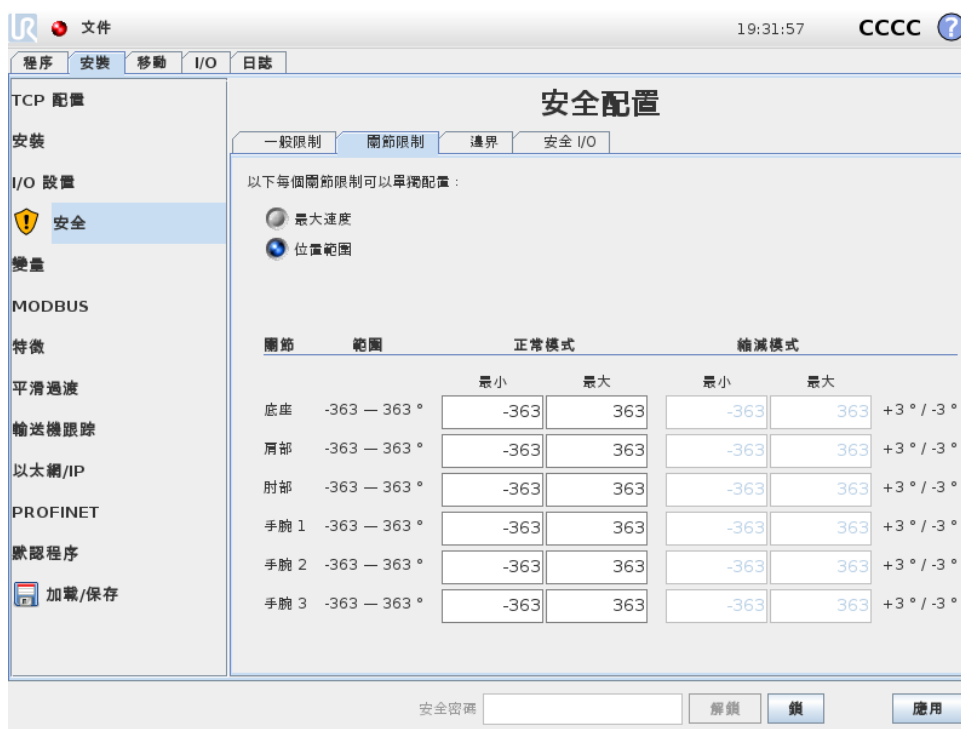 UR 文件 19:31:57 CCCC ?
程序 安裝 移動 I/O 日誌
TCP 配置
安裝
I/O 設置
安全
變量
MODBUS
特徵
平滑過渡
輸送機跟踪
以太網/IP
PROFINET
默認程序
加載/保存
安全配置
一般限制 關節限制 邊界 安全 I/O
以下每個關節限制可以單獨配置:
最大速度
位置範圍
關節 範圍 正常模式 縮減模式
最小 最大 最小 最大
底座 -363 — 363 ° -363 363 -363 363 +3 ° / -3 °
肩部 -363 — 363 ° -363 363 -363 363 +3 ° / -3 °
肘部 -363 — 363 ° -363 363 -363 363 +3 ° / -3 °
手腕 1 -363 — 363 ° -363 363 -363 363 +3 ° / -3 °
手腕 2 -363 — 363 ° -363 363 -363 363 +3 ° / -3 °
手腕 3 -363 — 363 ° -363 363 -363 363 +3 ° / -3 °
安全密碼 解鎖 鎖 應用